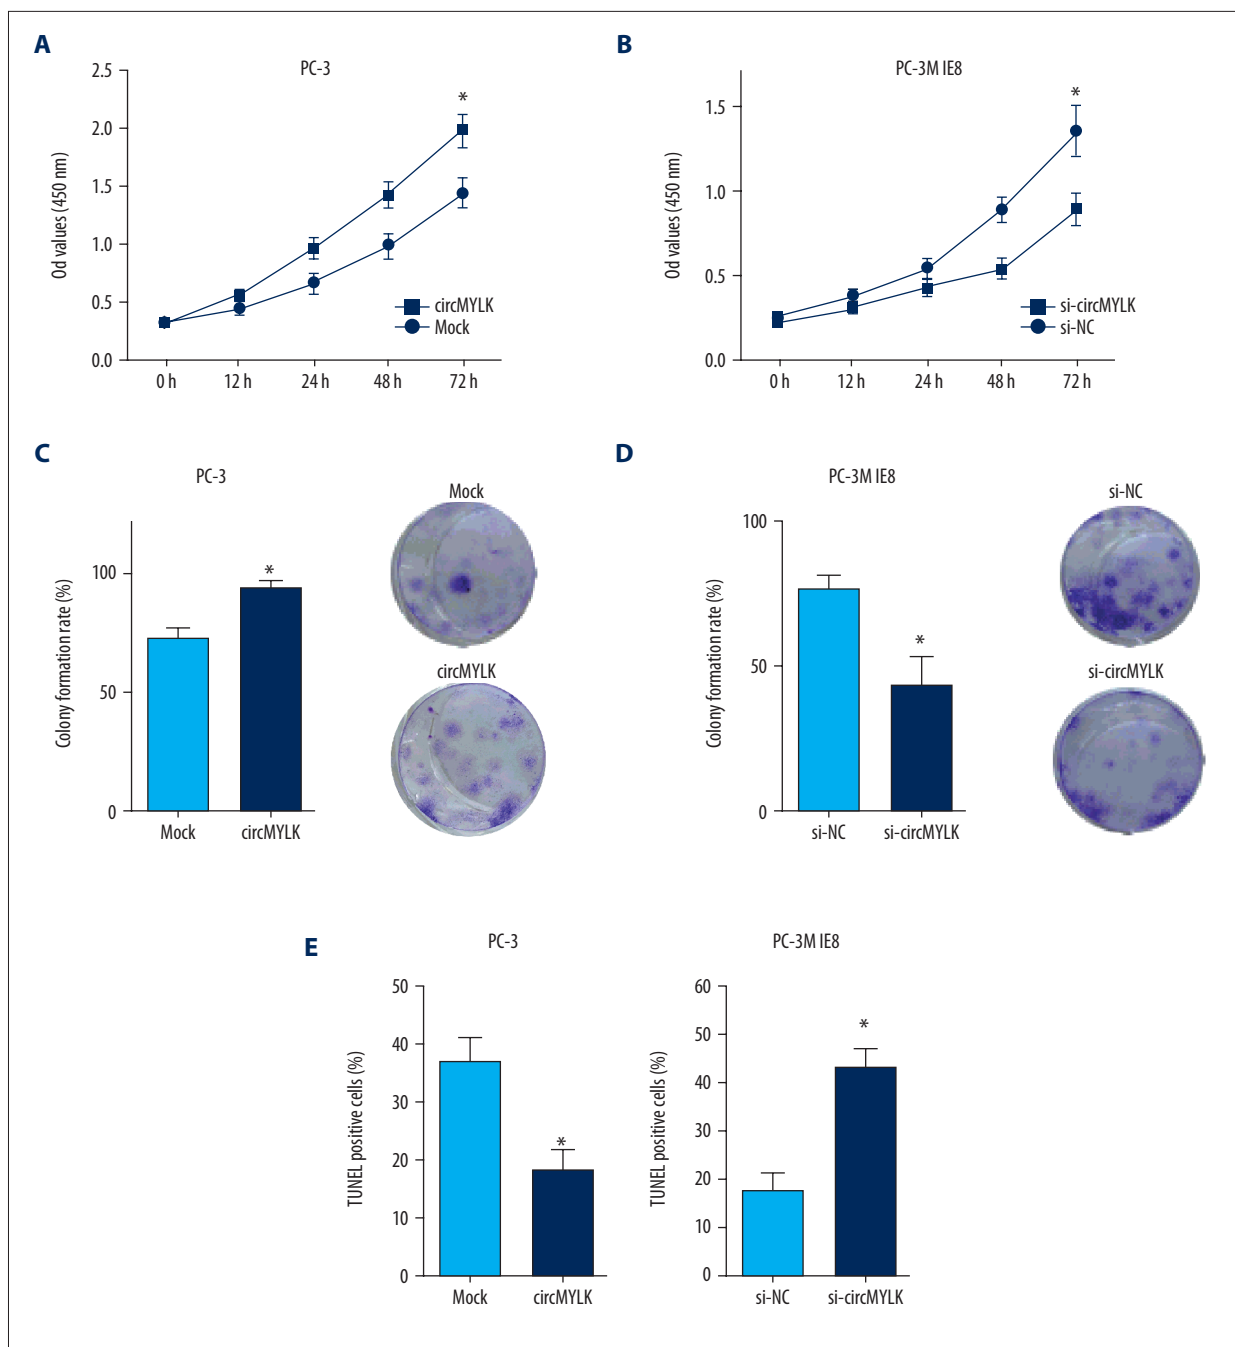 A
PC-3
Od values (450 nm)
2.5
2.0
1.5
1.0
0.5
0.0
*
circMYLK
Mock
0 h 12 h 24 h 48 h 72 h
B
PC-3M IE8
Od values (450 nm)
1.5
1.0
0.5
0.0
*
si-circMYLK
si-NC
0 h 12 h 24 h 48 h 72 h
C
PC-3
Colony formation rate (%)
100
50
0
*
Mock circMYLK
Mock
circMYLK
D
PC-3M IE8
Colony formation rate (%)
100
50
0
*
si-NC si-circMYLK
si-NC
si-circMYLK
E
PC-3
TUNEL positive cells (%)
50
40
30
20
10
0
*
Mock circMYLK
PC-3M IE8
TUNEL positive cells (%)
60
50
40
30
20
10
0
*
si-NC si-circMYLK